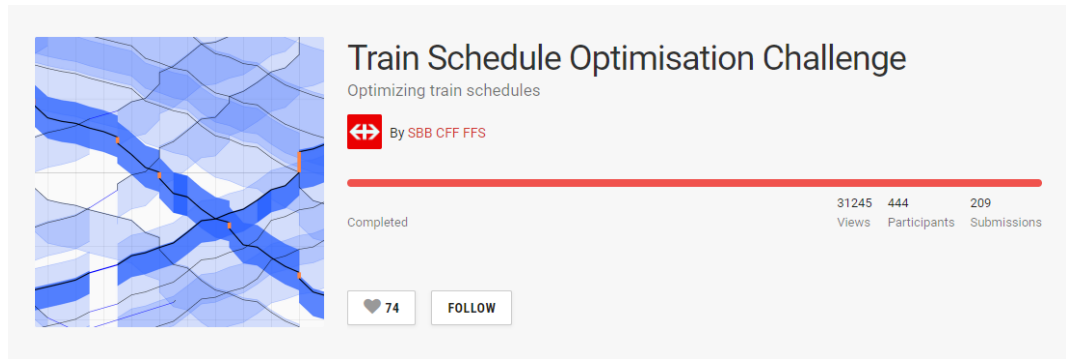 Train Schedule Optimisation Challenge
Optimizing train schedules
By SBB CFF FFS
31245 444 209
Completed Views Participants Submissions
74 FOLLOW